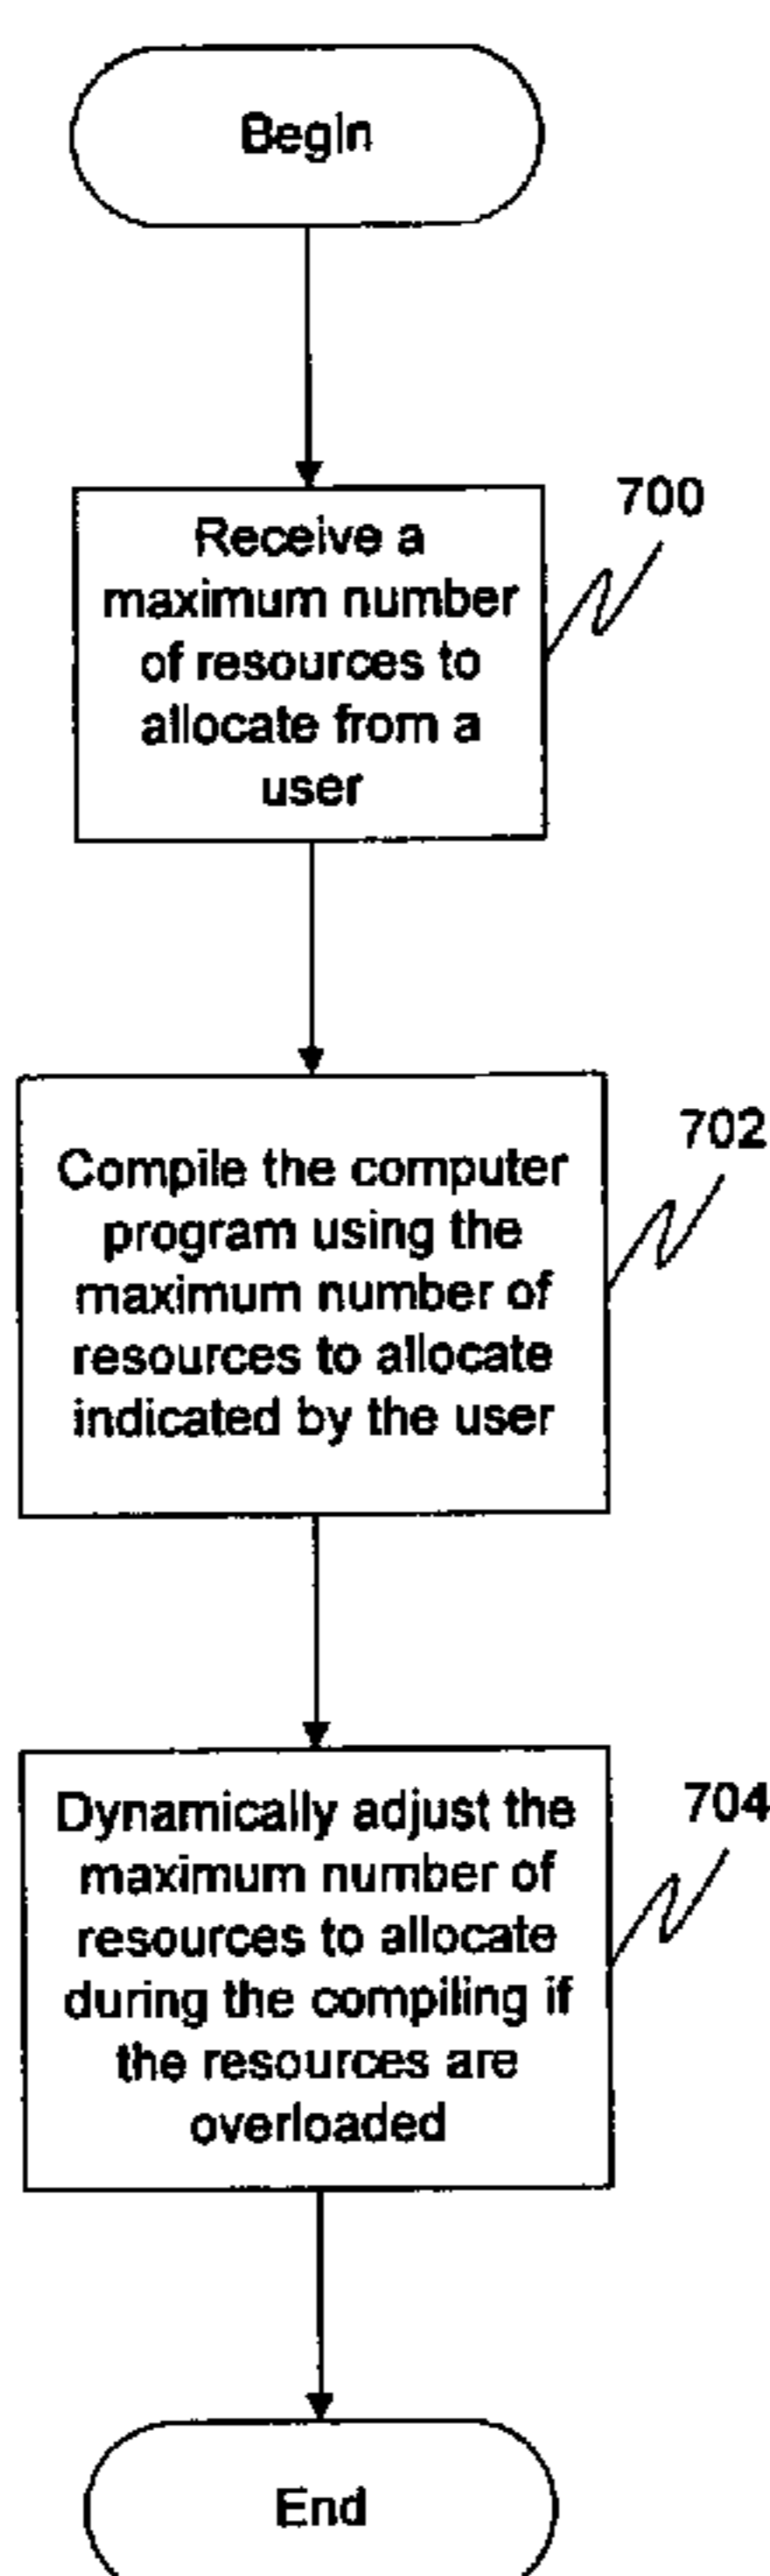 Begin
700
Receive a
maximum number
of resources to
allocate from a
user
702
Compile the computer
program using the
maximum number of
resources to allocate
indicated by the user
704
Dynamically adjust the
maximum number of
resources to allocate
during the compiling if
the resources are
overloaded
End